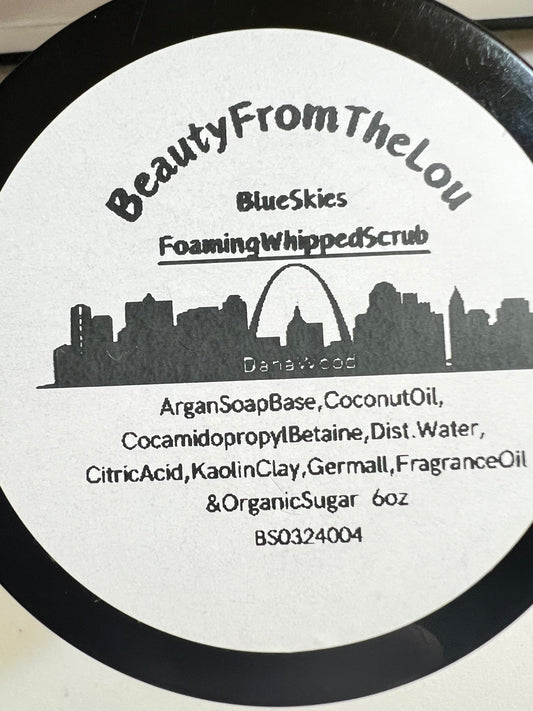 BeautyFromTheLou
BlueSkies
FoamingWhippedScrub
DanaWood
ArganSoapBase,CoconutOil,
CocamidopropylBetaine,Dist.Water,
CitricAcid,KaolinClay,Germall,FragranceOil
&OrganicSugar 6oz
BS0324004